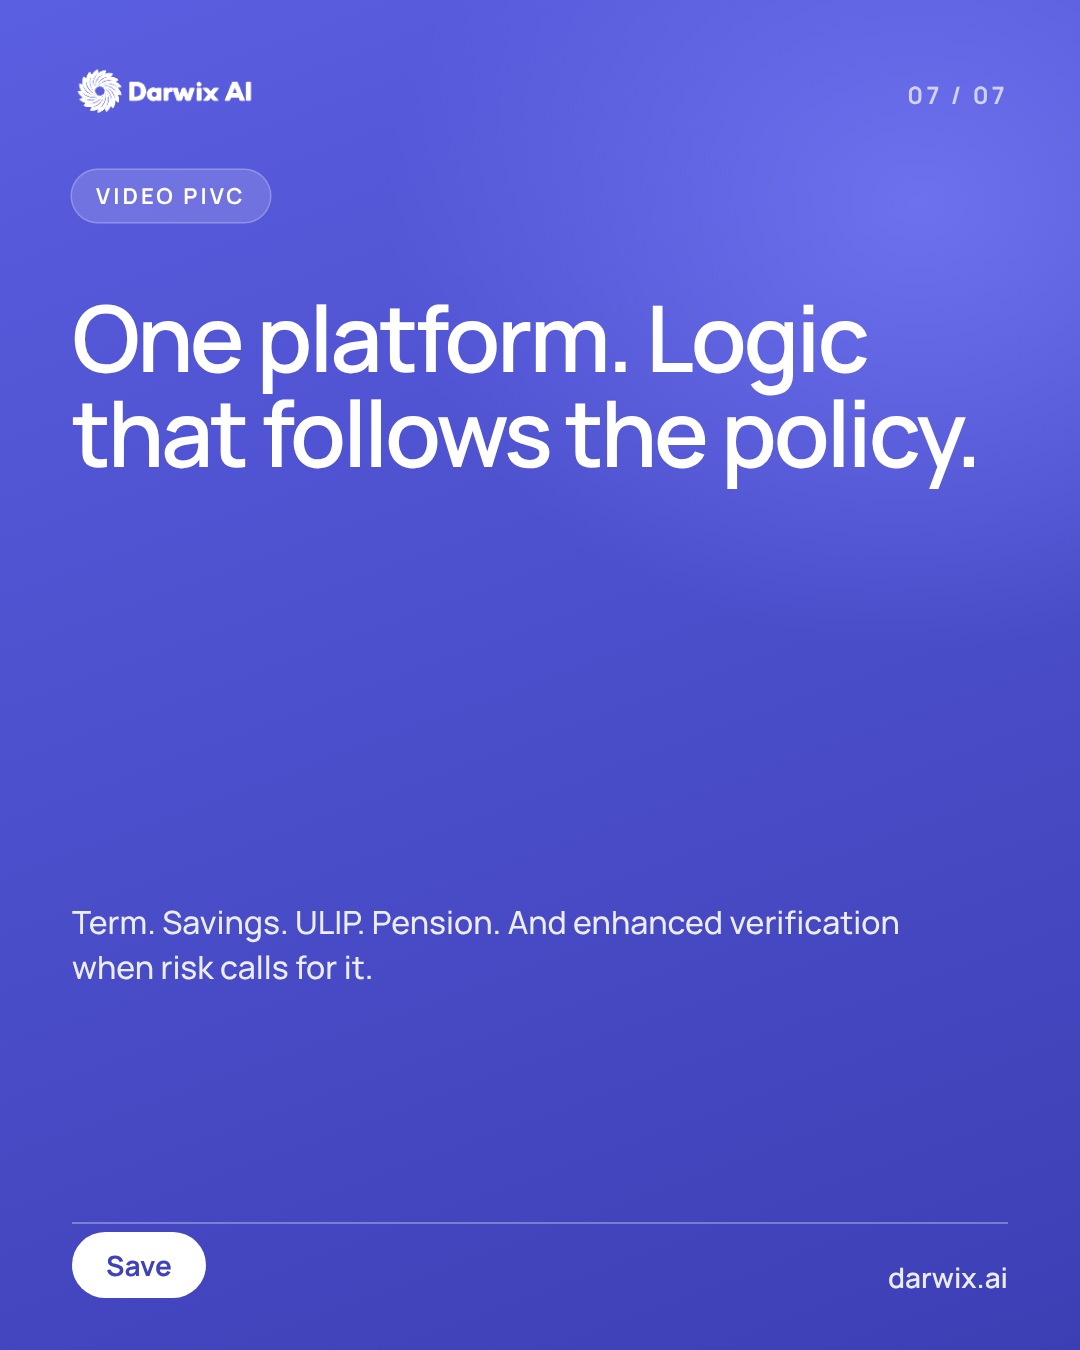 Darwix AI
07 / 07
VIDEO PIVC
One platform. Logic
that follows the policy.
Term. Savings. ULIP. Pension. And enhanced verification
when risk calls for it.
Save
darwix.ai